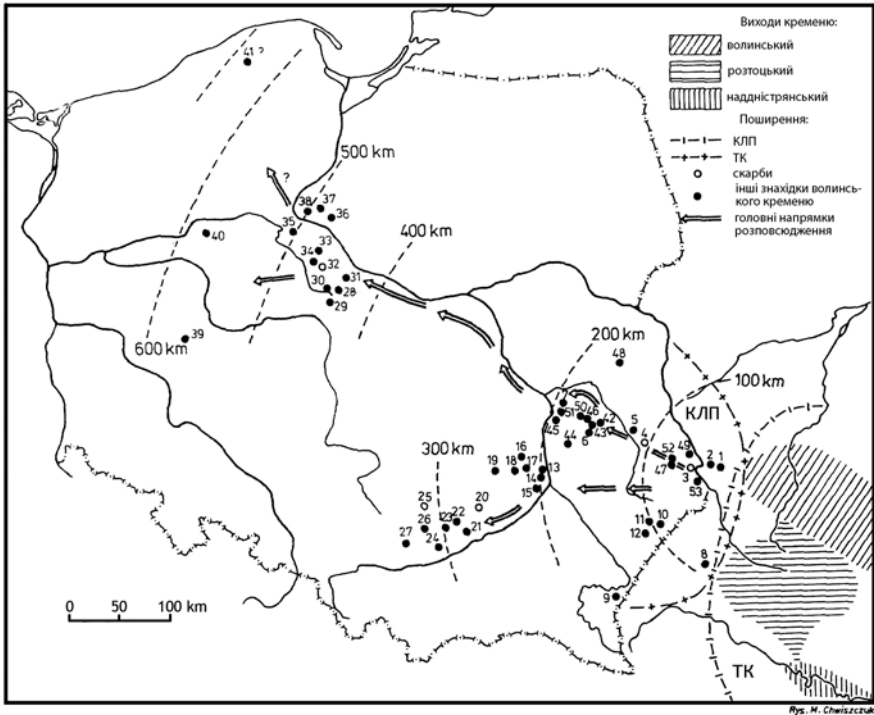 Виходи кременю:
волинський
розтоцький
наддністрянський
Поширення:
КЛП
ТК
скарби
інші знахідки волинсь-
кого кременю
головні напрямки
розповсюдження
41 ?
500 km
?
38
37
36
35
400 km
40
33
34
32
31
30
28
29
39
600 km
200 km
48
100 km
КЛП
50
46
42
51
5
4
45
43
6
44
52
49
2
1
47
3
53
300 km
16
19
18
17
13
14
15
25
20
26
23
22
21
27
24
11
10
12
8
9
0 50 100 km
ТК
Rys. M. Chwiszczuk